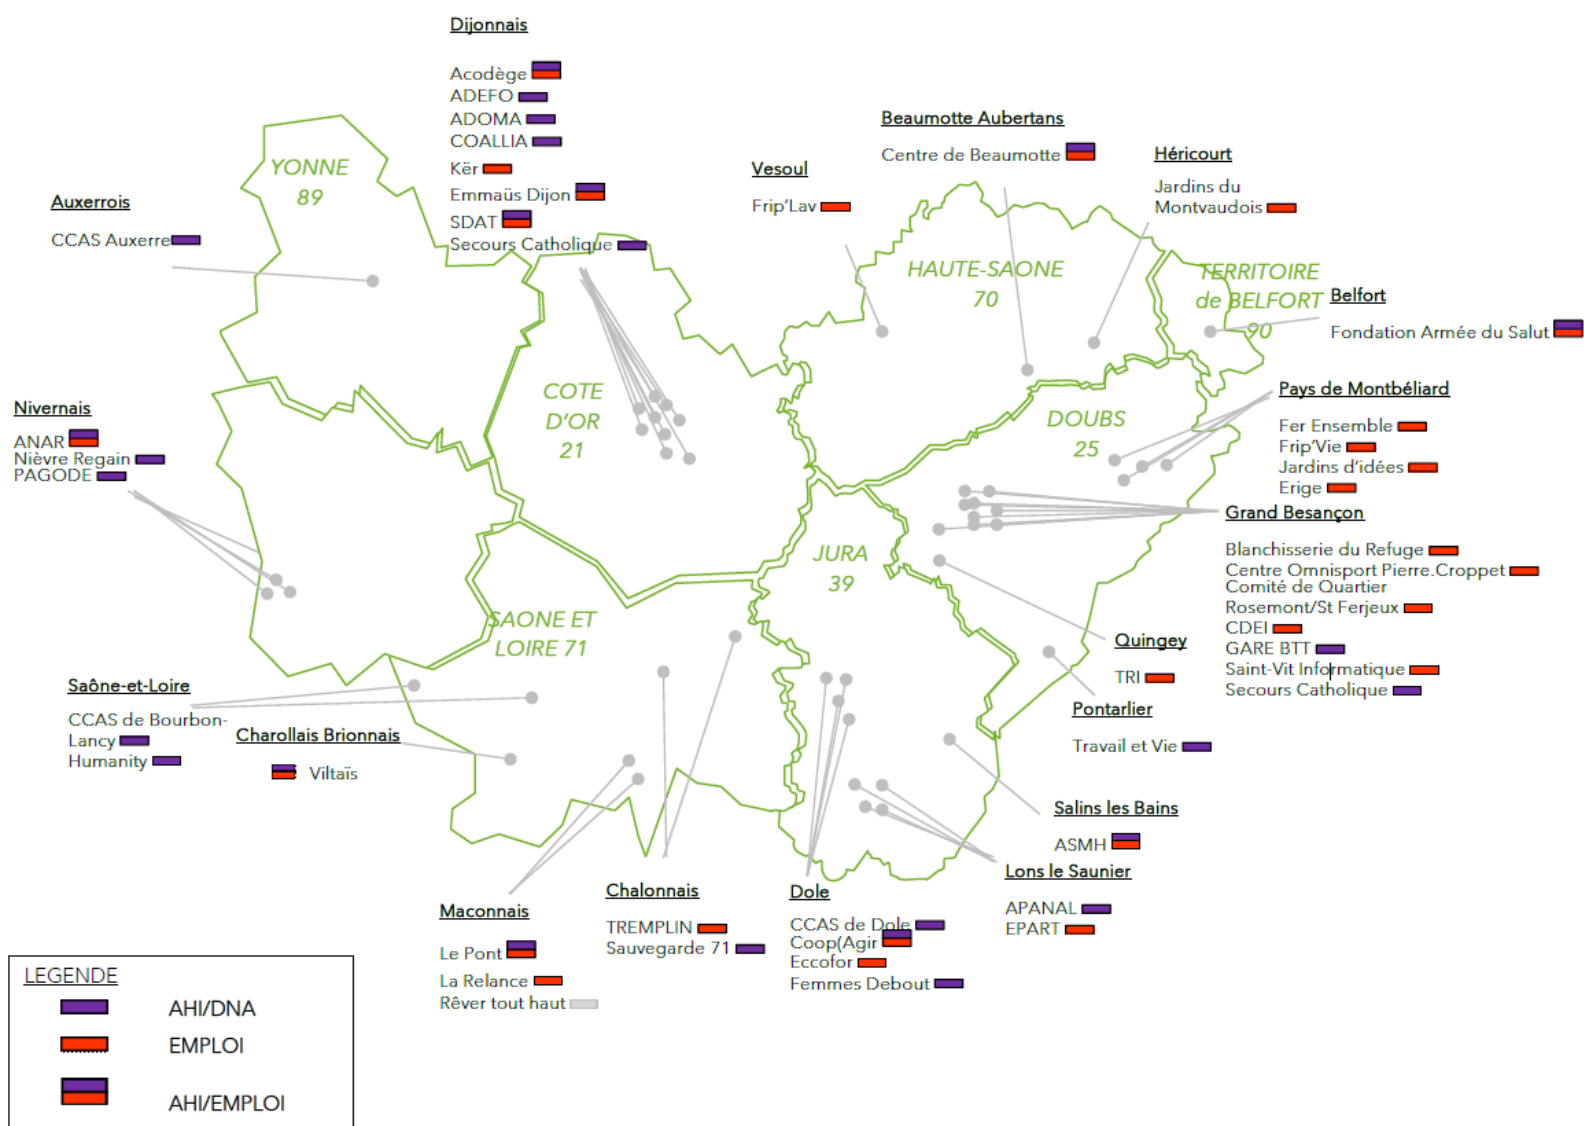 Dijonnais
Acodège
ADEFO
ADOMA
COALLIA
Kër
Emmaüs Dijon
SDAT
Secours Catholique
YONNE
89
Auxerrois
CCAS Auxerre
Beaumotte Aubertans
Centre de Beaumotte
Vesoul
Frip'Lav
Héricourt
Jardins du
Montvaudois
HAUTE-SAONE
70
TERRITOIRE
de BELFORT
90
Belfort
Fondation Armée du Salut
Nivernais
ANAR
Nièvre Regain
PAGODE
COTE
D'OR
21
DOUBS
25
Pays de Montbéliard
Fer Ensemble
Frip'Vie
Jardins d'idées
Erige
Grand Besançon
Blanchisserie du Refuge
Centre Omnisport Pierre.Croppet
Comité de Quartier
Rosemont/St Ferjeux
CDEI
GARE BTT
Saint-Vit Informatique
Secours Catholique
JURA
39
SAONE ET
LOIRE 71
Quingey
TRI
Pontarlier
Travail et Vie
Saône-et-Loire
CCAS de Bourbon-
Lancy
Humanity
Charollais Brionnais
Viltaïs
Salins les Bains
ASMH
Lons le Saunier
APANAL
EPART
Maconnais
Le Pont
La Relance
Rêver tout haut
Chalonnais
TREMPLIN
Sauvegarde 71
Dole
CCAS de Dole
Coop(Agir
Eccofor
Femmes Debout
LEGENDE
AHI/DNA
EMPLOI
AHI/EMPLOI